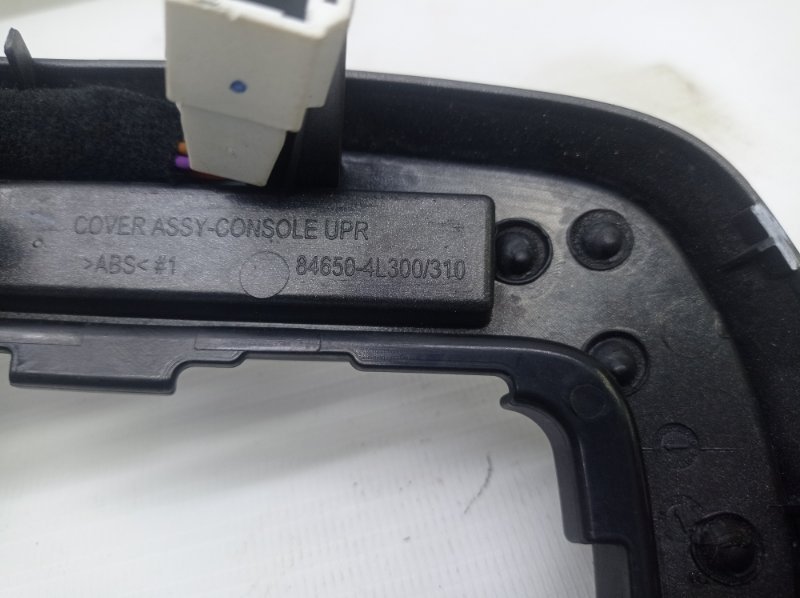 COVER ASSY-CONSOLE UPR
>ABS< #1
84650-4L300/310